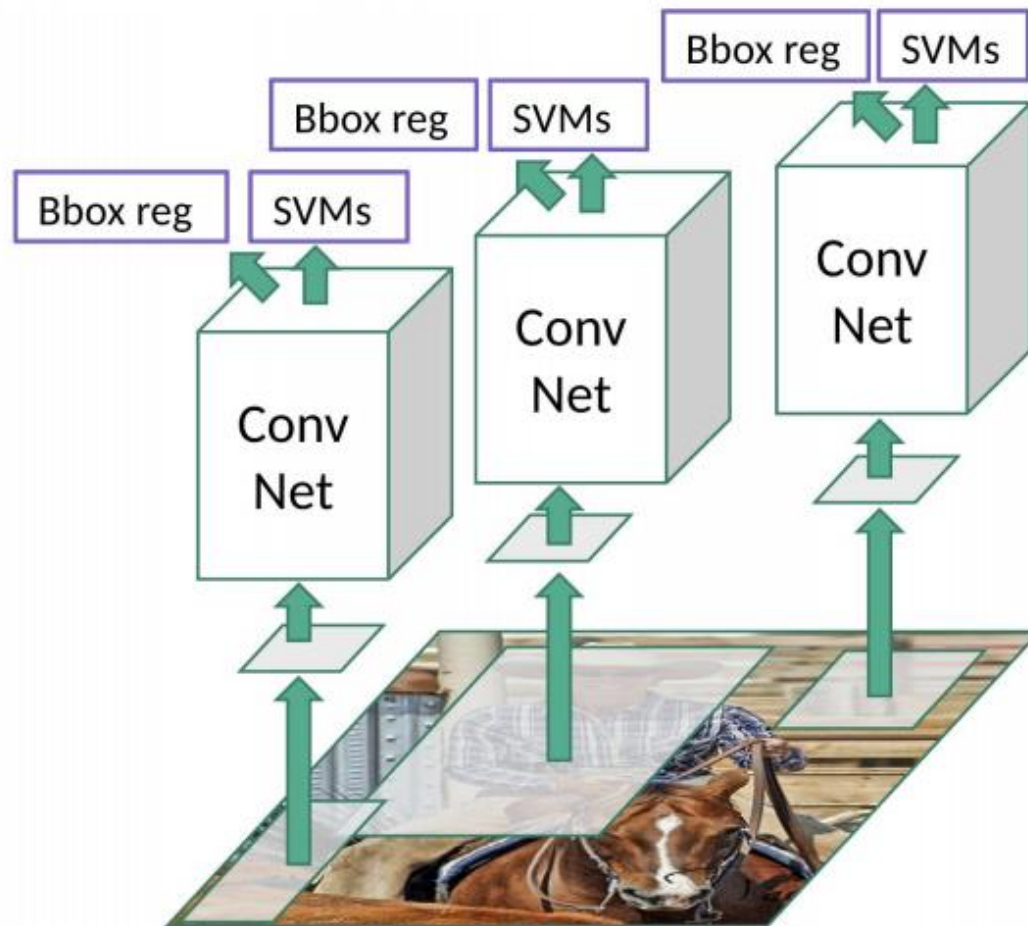 Bbox reg SVMs
Bbox reg SVMs
Bbox reg SVMs
Conv
Net
Conv
Net
Conv
Net